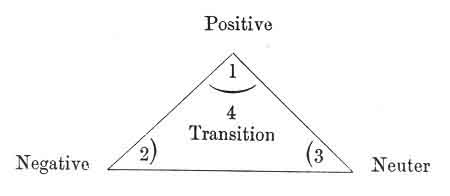 Positive
1
4
Transition
Negative 2) (3 Neuter